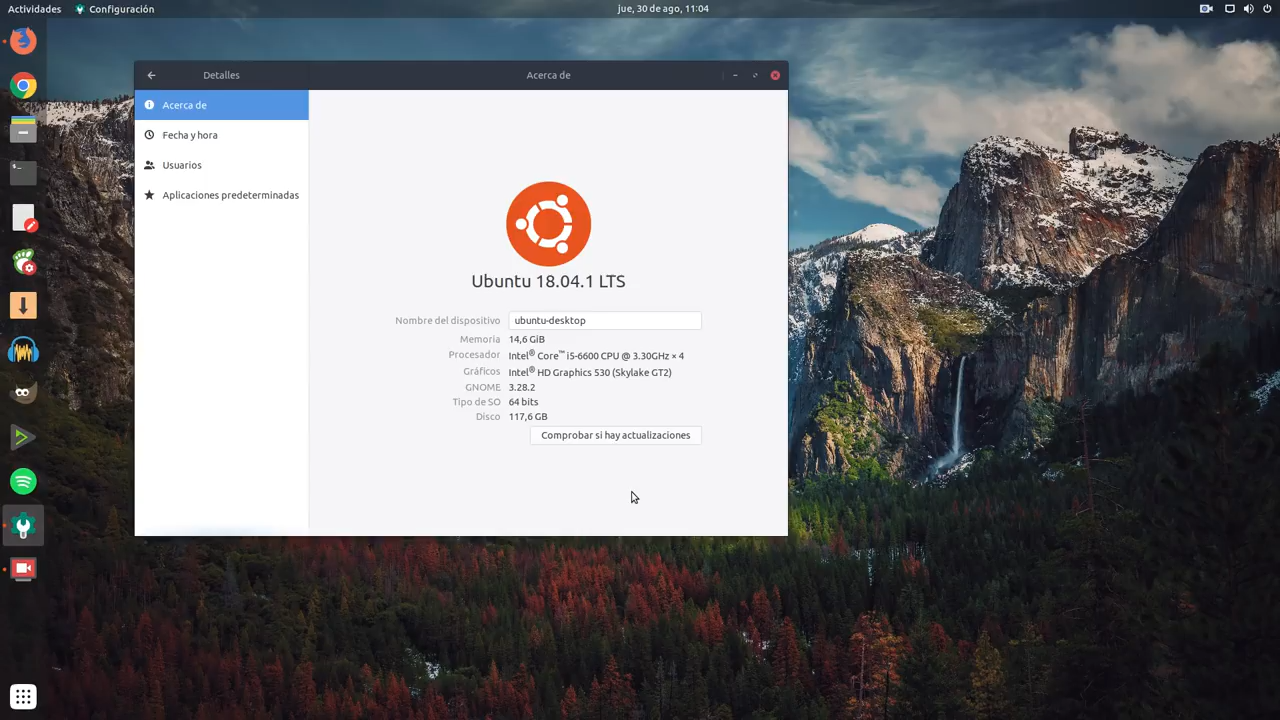 Actividades
Configuración
jue, 30 de ago, 11:04
Detalles
Acerca de
Acerca de
Fecha y hora
Usuarios
Aplicaciones predeterminadas
Ubuntu 18.04.1 LTS
Nombre del dispositivo ubuntu-desktop
Memoria 14,6 GiB
Procesador Intel® Core™ i5-6600 CPU @ 3.30GHz × 4
Gráficos Intel® HD Graphics 530 (Skylake GT2)
GNOME 3.28.2
Tipo de SO 64 bits
Disco 117,6 GB
Comprobar si hay actualizaciones